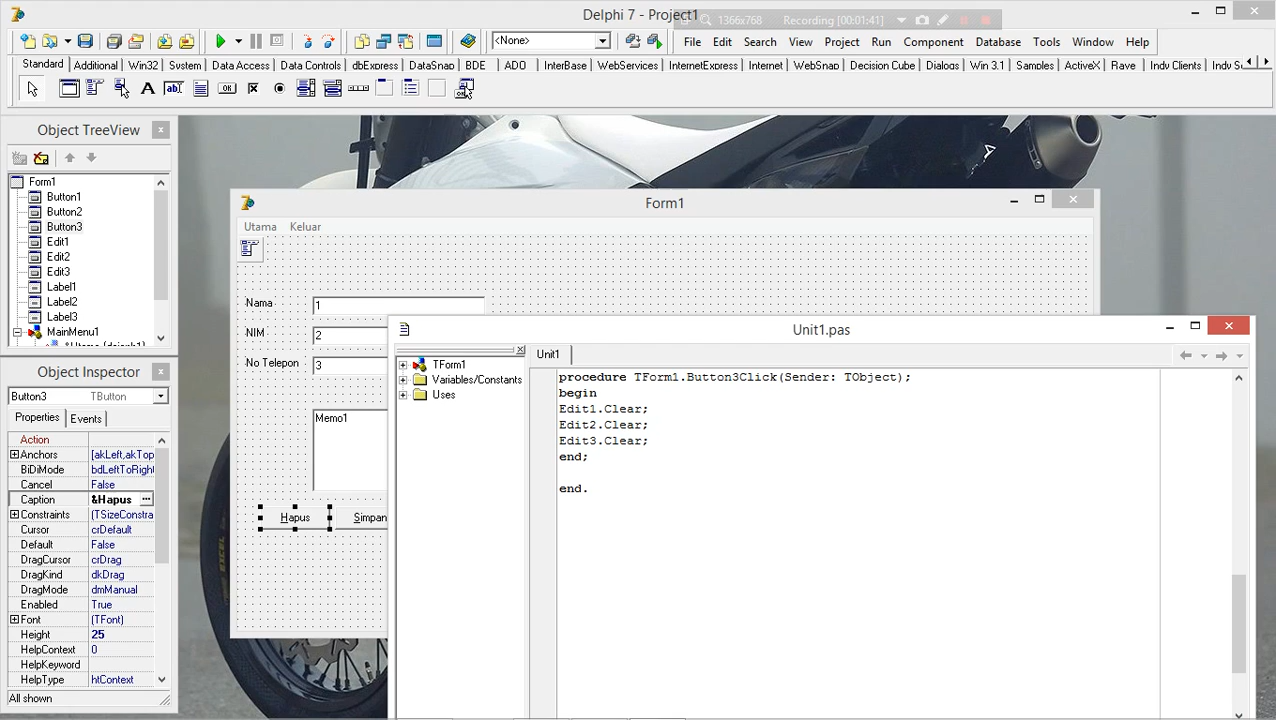 Delphi 7 - Project1
1366x768 Recording [00:01:41]
<None>
File Edit Search View Project Run Component Database Tools Window Help
Standard Additional Win32 System Data Access Data Controls dbExpress DataSnap BDE ADO InterBase WebServices InternetExpress Internet WebSnap Decision Cube Dialogs Win 3.1 Samples ActiveX Rave Indy Clients
Object TreeView
Form1
Button1
Button2
Button3
Edit1
Edit2
Edit3
Label1
Label2
Label3
MainMenu1
Object Inspector
Button3 TButton
Properties Events
Action
Anchors [akLeft,akTop
BiDiMode bdLeftToRigh
Cancel False
Caption &Hapus ...
Constraints (TSizeConstra
Cursor crDefault
Default False
DragCursor crDrag
DragKind dkDrag
DragMode dmManual
Enabled True
Font (TFont)
Height 25
HelpContext 0
HelpKeyword
HelpType htContext
All shown
Form1
Utama Keluar
Nama 1
NIM 2
No Telepon 3
Memo1
Hapus Simpan
Unit1.pas
Unit1
TForm1
Variables/Constants
Uses
procedure TForm1.Button3Click(Sender: TObject);
begin
Edit1.Clear;
Edit2.Clear;
Edit3.Clear;
end;
end.